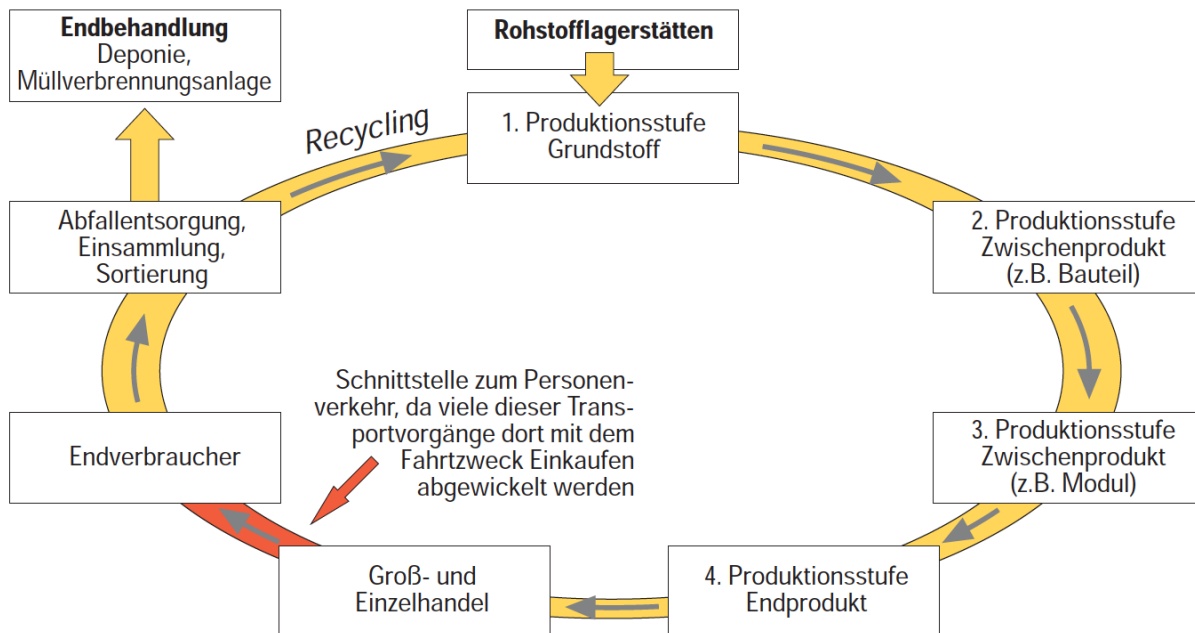 Endbehandlung
Deponie,
Müllverbrennungsanlage
Rohstofflagerstätten
Recycling
1. Produktionsstufe
Grundstoff
Abfallentsorgung,
Einsammlung,
Sortierung
2. Produktionsstufe
Zwischenprodukt
(z.B. Bauteil)
Schnittstelle zum Personen-
verkehr, da viele dieser Trans-
portvorgänge dort mit dem
Fahrtzweck Einkaufen
abgewickelt werden
Endverbraucher
3. Produktionsstufe
Zwischenprodukt
(z.B. Modul)
Groß- und
Einzelhandel
4. Produktionsstufe
Endprodukt